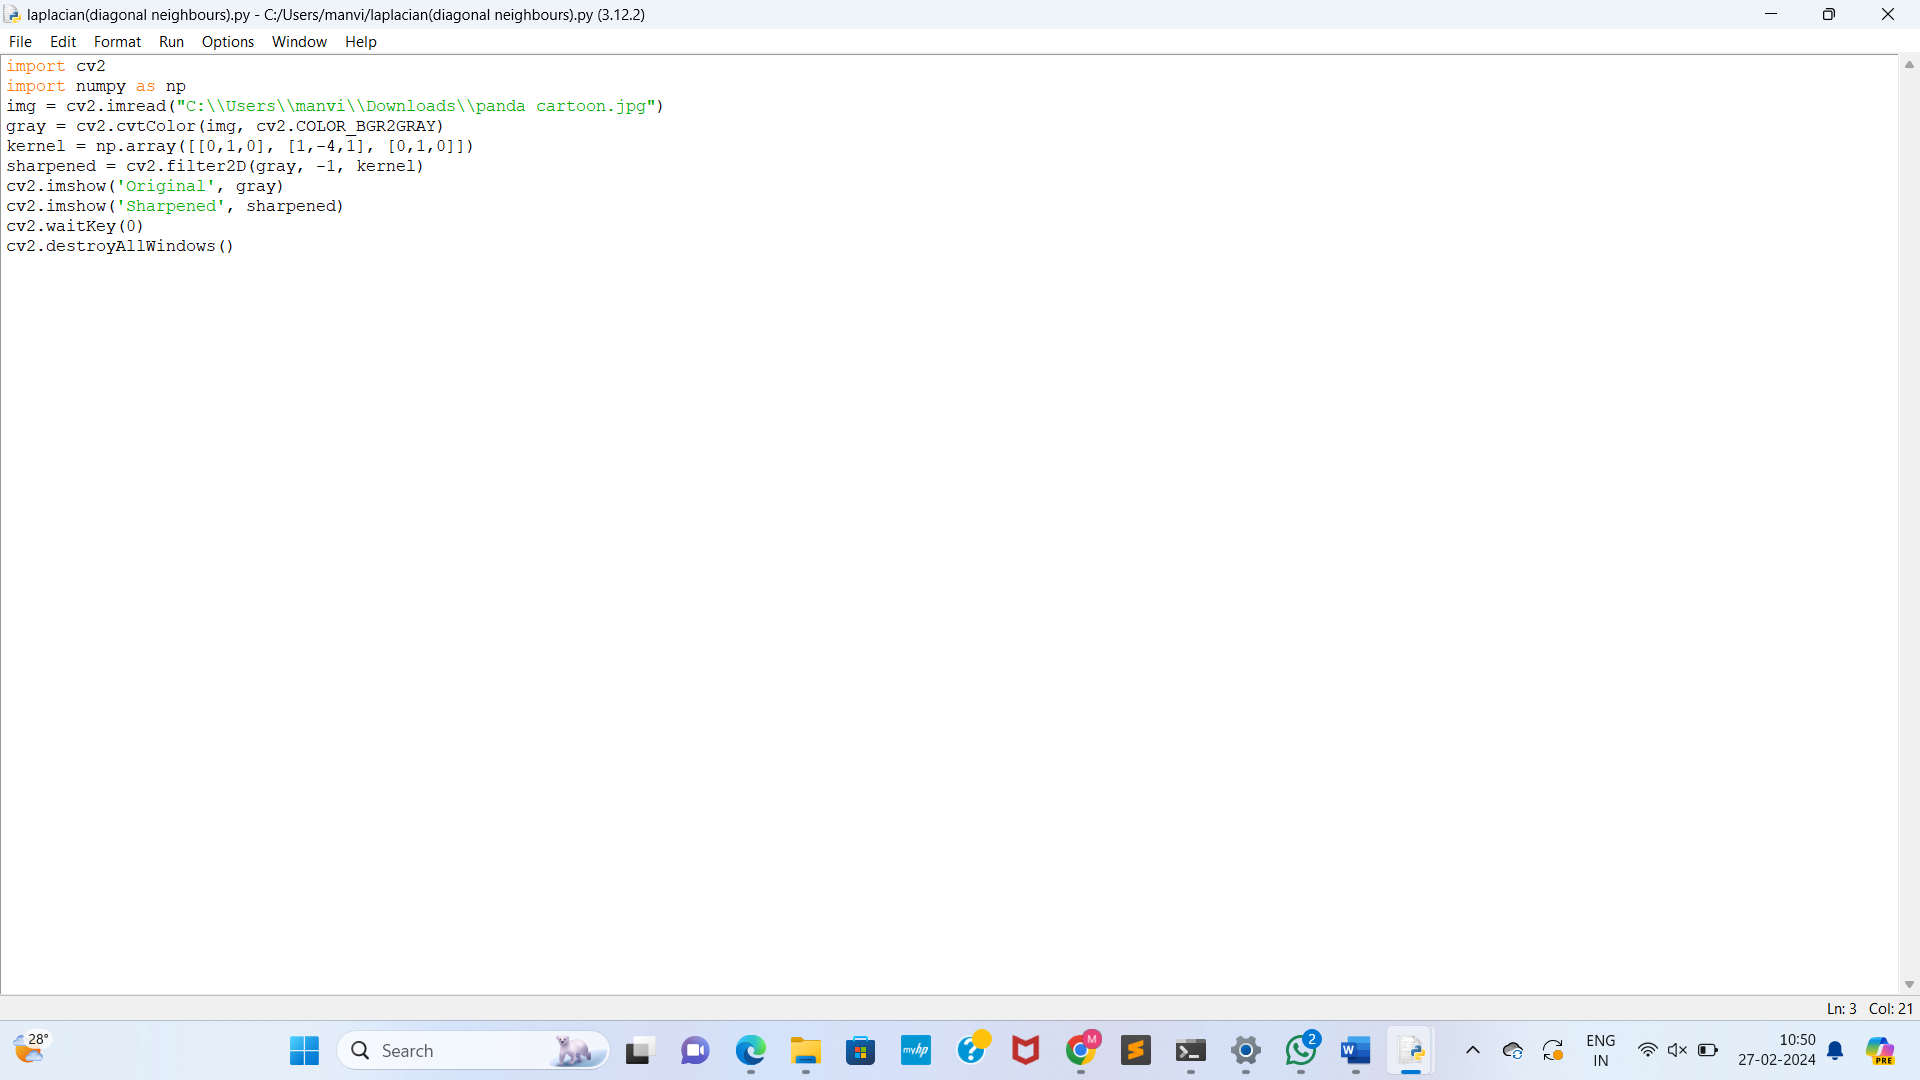 laplacian(diagonal neighbours).py - C:/Users/manvi/laplacian(diagonal neighbours).py (3.12.2)
File Edit Format Run Options Window Help
import cv2
import numpy as np
img = cv2.imread("C:\\Users\\manvi\\Downloads\\panda cartoon.jpg")
gray = cv2.cvtColor(img, cv2.COLOR_BGR2GRAY)
kernel = np.array([[0,1,0], [1,-4,1], [0,1,0]])
sharpened = cv2.filter2D(gray, -1, kernel)
cv2.imshow('Original', gray)
cv2.imshow('Sharpened', sharpened)
cv2.waitKey(0)
cv2.destroyAllWindows()
Ln: 3 Col: 21
28°
Search
myhp
M
2
W
ENG
IN
10:50
27-02-2024
PRE